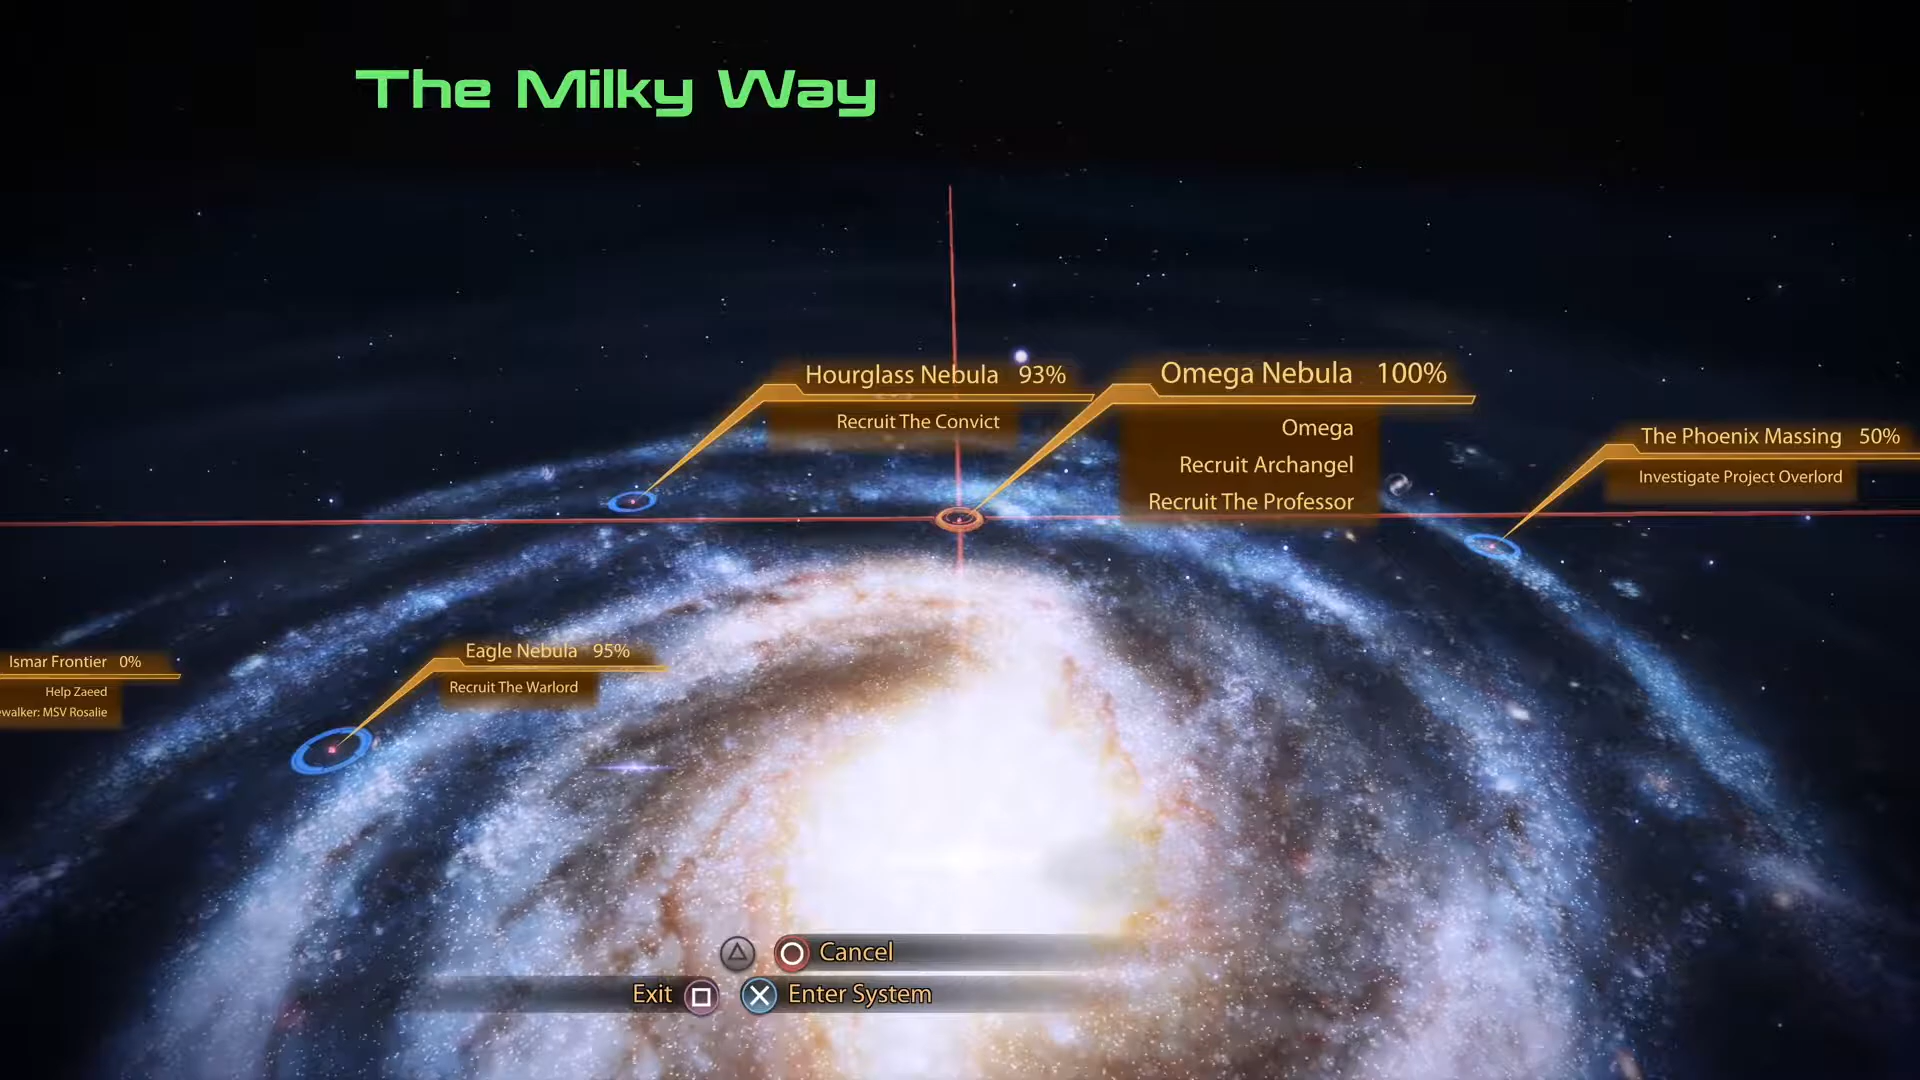 The Milky Way
Hourglass Nebula 93%
Recruit The Convict
Omega Nebula 100%
Omega
Recruit Archangel
Recruit The Professor
The Phoenix Massing 50%
Investigate Project Overlord
Ismar Frontier 0%
Help Zaeed
MSV Rosalie
Eagle Nebula 95%
Recruit The Warlord
Cancel
Exit
Enter System